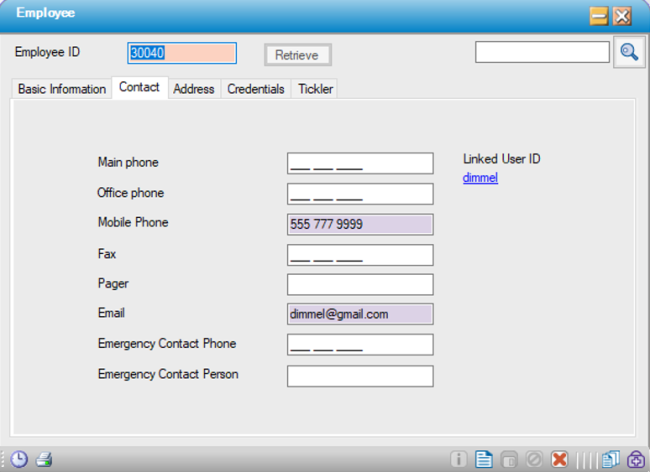 Employee
Employee ID 30040 Retrieve
Basic Information Contact Address Credentials Tickler
Main phone ___ ___ ____ Linked User ID
dimmel
Office phone ___ ___ ____
Mobile Phone 555 777 9999
Fax ___ ___ ____
Pager
Email dimmel@gmail.com
Emergency Contact Phone ___ ___ ____
Emergency Contact Person